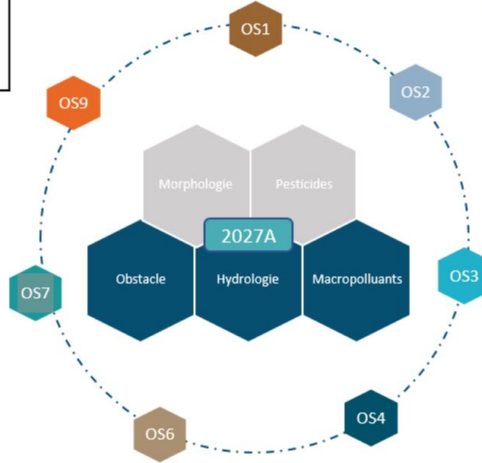 OS1
OS2
OS9
Morphologie
Pesticides
2027A
OS3
Obstacle
Hydrologie
Macropolluants
OS7
OS4
OS6